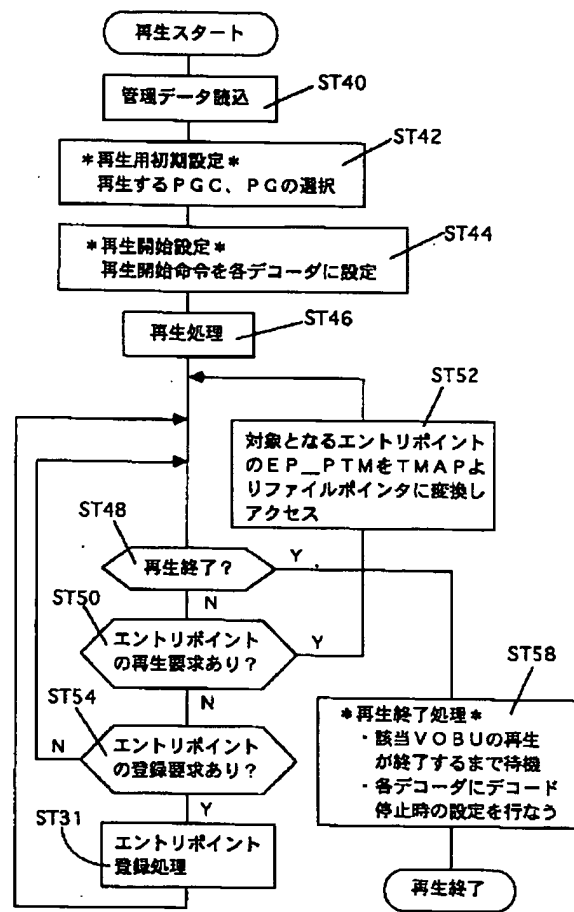 再生スタート
ST40
管理データ読込
ST42
＊再生用初期設定＊
再生するＰＧＣ、ＰＧの選択
ST44
＊再生開始設定＊
再生開始命令を各デコーダに設定
ST46
再生処理
ST52
対象となるエントリポイント
のＥＰ＿ＰＴＭをＴＭＡＰよ
りファイルポインタに変換し
アクセス
ST48
再生終了？
Y
N
ST50
エントリポイント
の再生要求あり？
Y
N
ST54
エントリポイント
の登録要求あり？
N
Y
ST31
エントリポイント
登録処理
ST58
＊再生終了処理＊
・該当ＶＯＢＵの再生
が終了するまで待機
・各デコーダにデコード
停止時の設定を行なう
再生終了